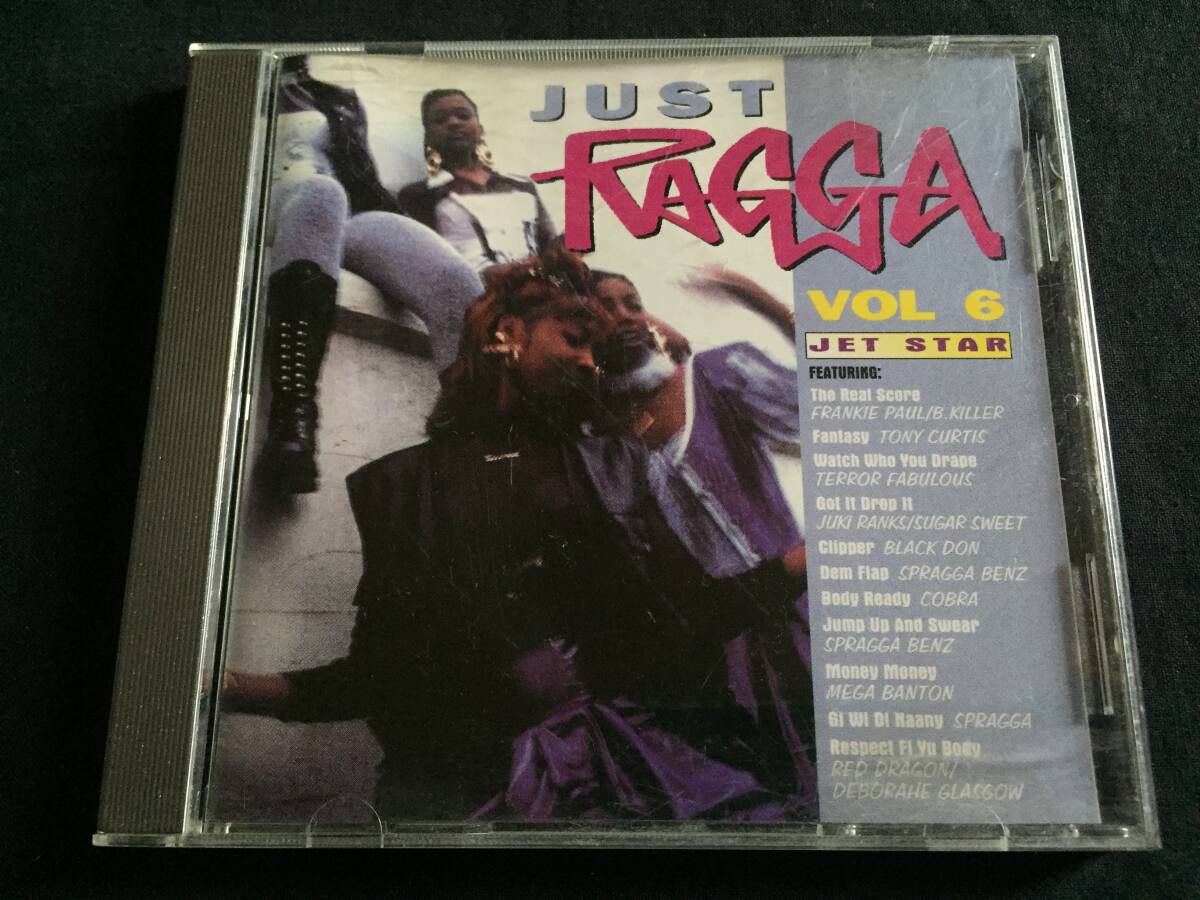 JUST
RAGGA
VOL 6
JET STAR
FEATURING:
The Real Score
FRANKIE PAUL/B.KILLER
Fantasy TONY CURTIS
Watch Who You Drape
TERROR FABULOUS
Got It Drop It
JUKI RANKS/SUGAR SWEET
Clipper BLACK DON
Dem Flap SPRAGGA BENZ
Body Ready COBRA
Jump Up And Swear
SPRAGGA BENZ
Money Money
MEGA BANTON
Gi Wi Di Naany SPRAGGA
Respect Fi Yu Body
RED DRAGON/
DEBORAHE GLASGOW